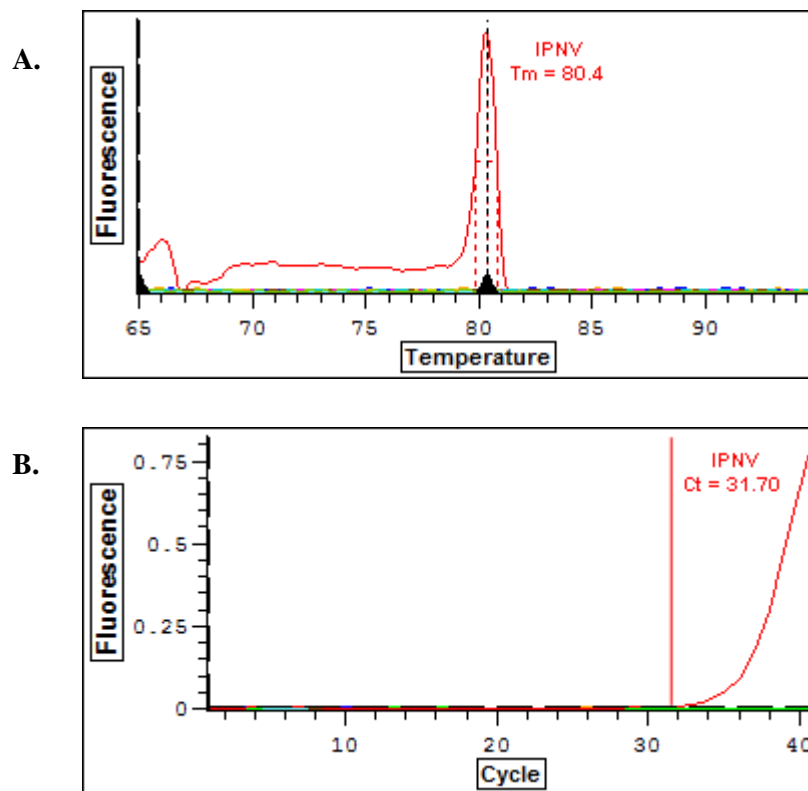 A.
Fluorescence
IPNV
Tm = 80.4
65 70 75 80 85 90
Temperature
B.
Fluorescence
0.75
0.5
0.25
0
IPNV
Ct = 31.70
10 20 30 40
Cycle